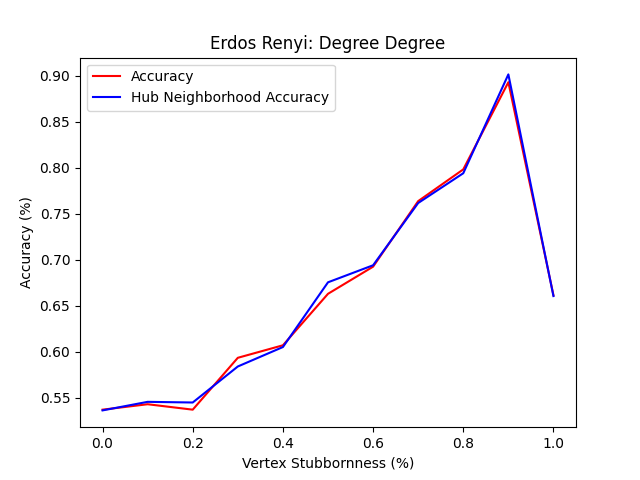 Erdos Renyi: Degree Degree
Accuracy
Hub Neighborhood Accuracy
Accuracy (%)
0.90
0.85
0.80
0.75
0.70
0.65
0.60
0.55
0.0 0.2 0.4 0.6 0.8 1.0
Vertex Stubbornness (%)